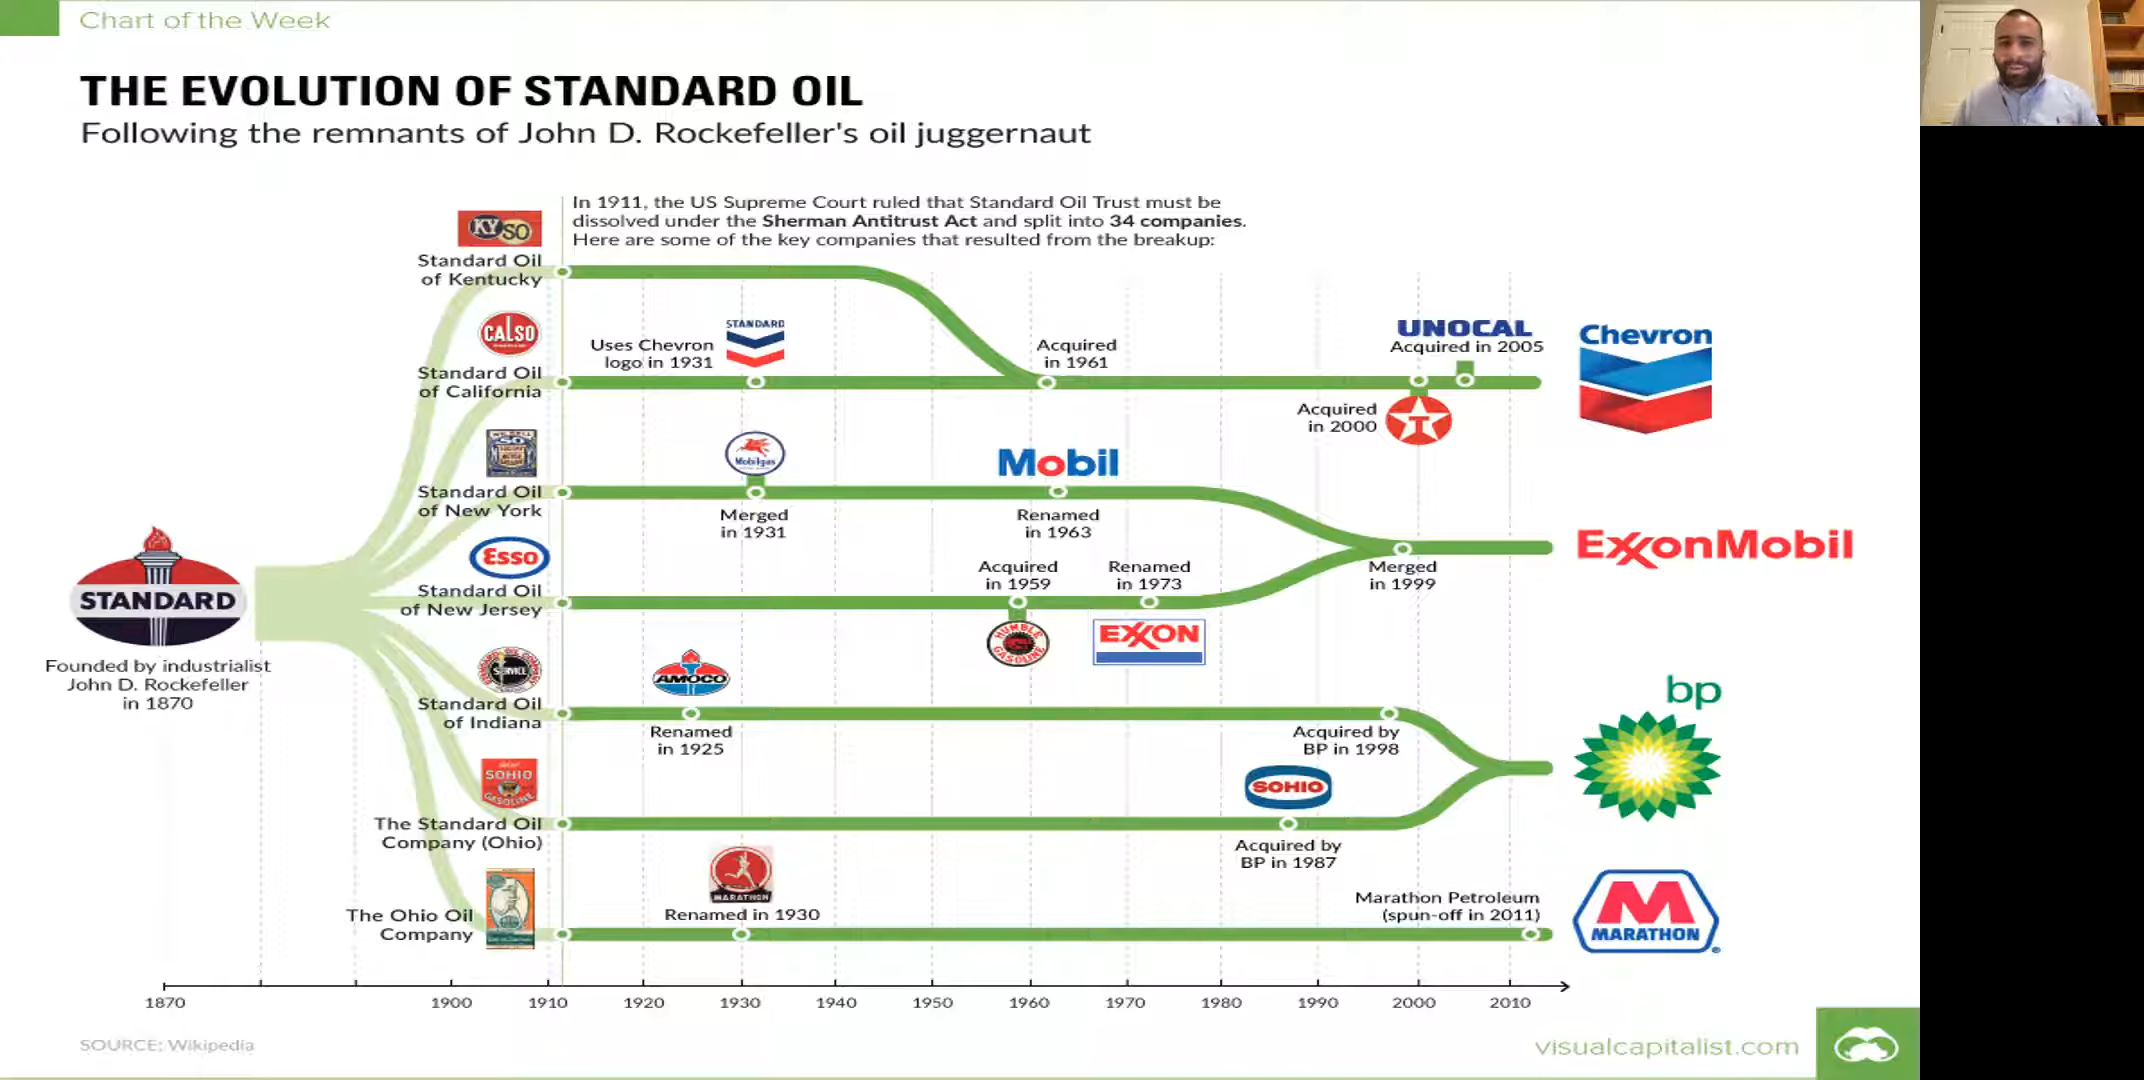 Chart of the Week
THE EVOLUTION OF STANDARD OIL
Following the remnants of John D. Rockefeller's oil juggernaut
In 1911, the US Supreme Court ruled that Standard Oil Trust must be
dissolved under the Sherman Antitrust Act and split into 34 companies.
Here are some of the key companies that resulted from the breakup:
KY SO
Standard Oil
of Kentucky
CALSO
Standard Oil
of California
Uses Chevron
logo in 1931
STANDARD
Acquired
in 1961
UNOCAL
Acquired in 2005
Acquired
in 2000
T
Chevron
WE SELL
SO
Standard Oil
of New York
Mobilgas
Merged
in 1931
Mobil
Renamed
in 1963
Esso
Standard Oil
of New Jersey
Acquired
in 1959
HUMBLE
GASOLINE
Renamed
in 1973
EXXON
Merged
in 1999
ExxonMobil
STANDARD
Founded by industrialist
John D. Rockefeller
in 1870
SERVICE
Standard Oil
of Indiana
AMOCO
Renamed
in 1925
Acquired by
BP in 1998
bp
SOHIO
GASOLINE
The Standard Oil
Company (Ohio)
SOHIO
Acquired by
BP in 1987
The Ohio Oil
Company
MARATHON
Renamed in 1930
Marathon Petroleum
(spun-off in 2011)
M
MARATHON
1870
1900
1910
1920
1930
1940
1950
1960
1970
1980
1990
2000
2010
SOURCE: Wikipedia
visualcapitalist.com